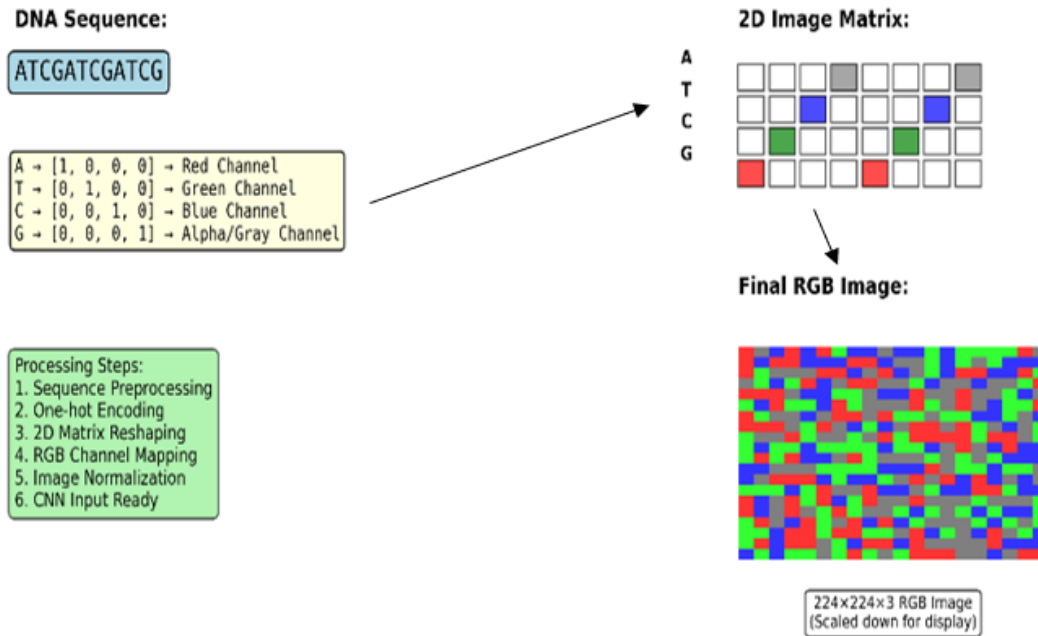 DNA Sequence:
ATCGATCGATCG
A → [1, 0, 0, 0] → Red Channel
T → [0, 1, 0, 0] → Green Channel
C → [0, 0, 1, 0] → Blue Channel
G → [0, 0, 0, 1] → Alpha/Gray Channel
Processing Steps:
1. Sequence Preprocessing
2. One-hot Encoding
3. 2D Matrix Reshaping
4. RGB Channel Mapping
5. Image Normalization
6. CNN Input Ready
2D Image Matrix:
A
T
C
G
Final RGB Image:
224×224×3 RGB Image
(Scaled down for display)